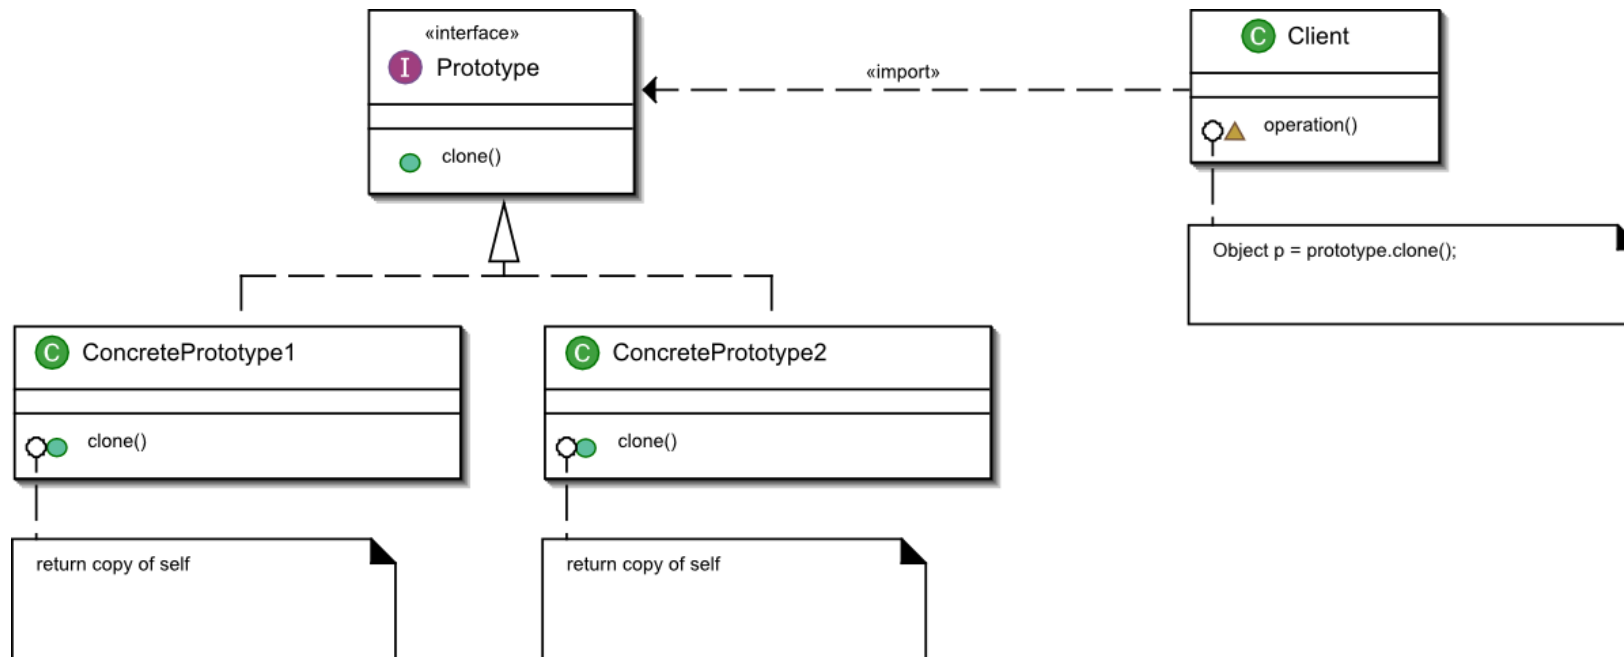 «interface»
I Prototype
clone()
«import»
C Client
operation()
Object p = prototype.clone();
C ConcretePrototype1
clone()
return copy of self
C ConcretePrototype2
clone()
return copy of self